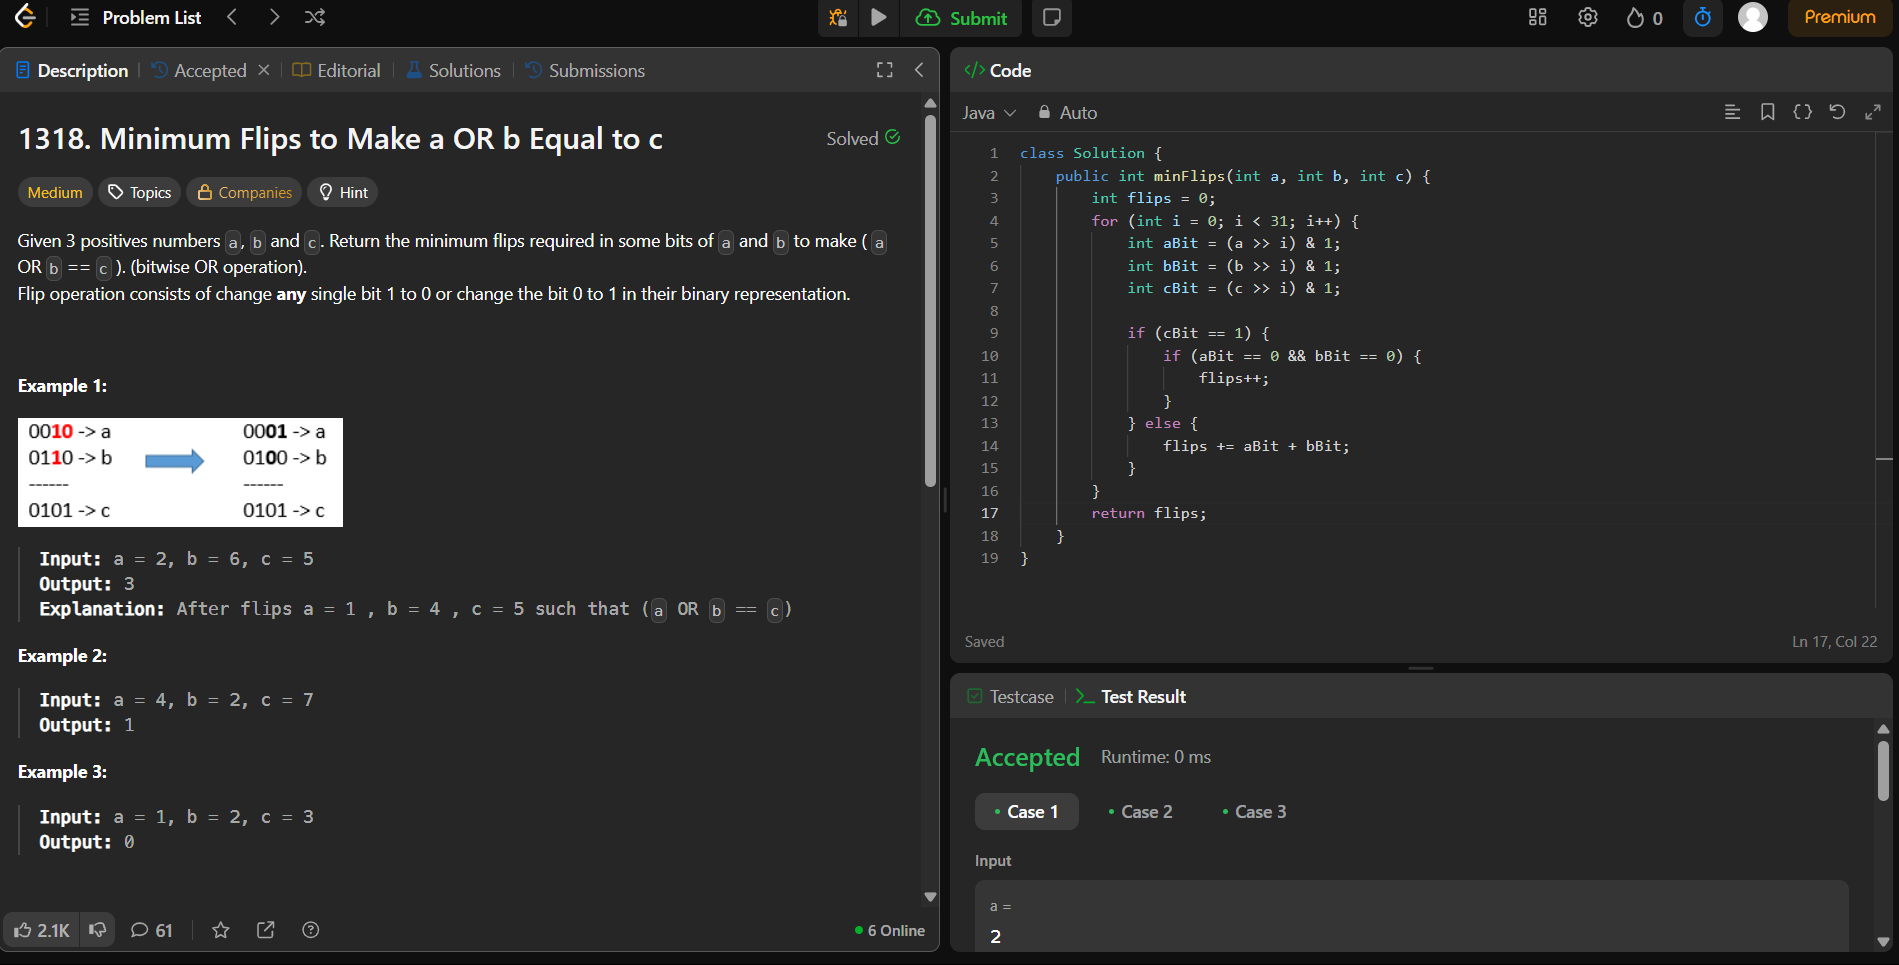 Problem List
Submit
0
Premium
Description
Accepted
Editorial
Solutions
Submissions
1318. Minimum Flips to Make a OR b Equal to c
Solved
Medium
Topics
Companies
Hint
Given 3 positives numbers a, b and c. Return the minimum flips required in some bits of a and b to make ( a
OR b == c ). (bitwise OR operation).
Flip operation consists of change any single bit 1 to 0 or change the bit 0 to 1 in their binary representation.
Example 1:
0010 -> a
0001 -> a
0110 -> b
0100 -> b
------
------
0101 -> c
0101 -> c
Input: a = 2, b = 6, c = 5
Output: 3
Explanation: After flips a = 1 , b = 4 , c = 5 such that (a OR b == c)
Example 2:
Input: a = 4, b = 2, c = 7
Output: 1
Example 3:
Input: a = 1, b = 2, c = 3
Output: 0
2.1K
61
6 Online
</> Code
Java
Auto
1 class Solution {
2     public int minFlips(int a, int b, int c) {
3         int flips = 0;
4         for (int i = 0; i < 31; i++) {
5             int aBit = (a >> i) & 1;
6             int bBit = (b >> i) & 1;
7             int cBit = (c >> i) & 1;
8
9             if (cBit == 1) {
10                 if (aBit == 0 && bBit == 0) {
11                     flips++;
12                 }
13             } else {
14                 flips += aBit + bBit;
15             }
16         }
17         return flips;
18     }
19 }
Saved
Ln 17, Col 22
Testcase
Test Result
Accepted
Runtime: 0 ms
Case 1
Case 2
Case 3
Input
a =
2